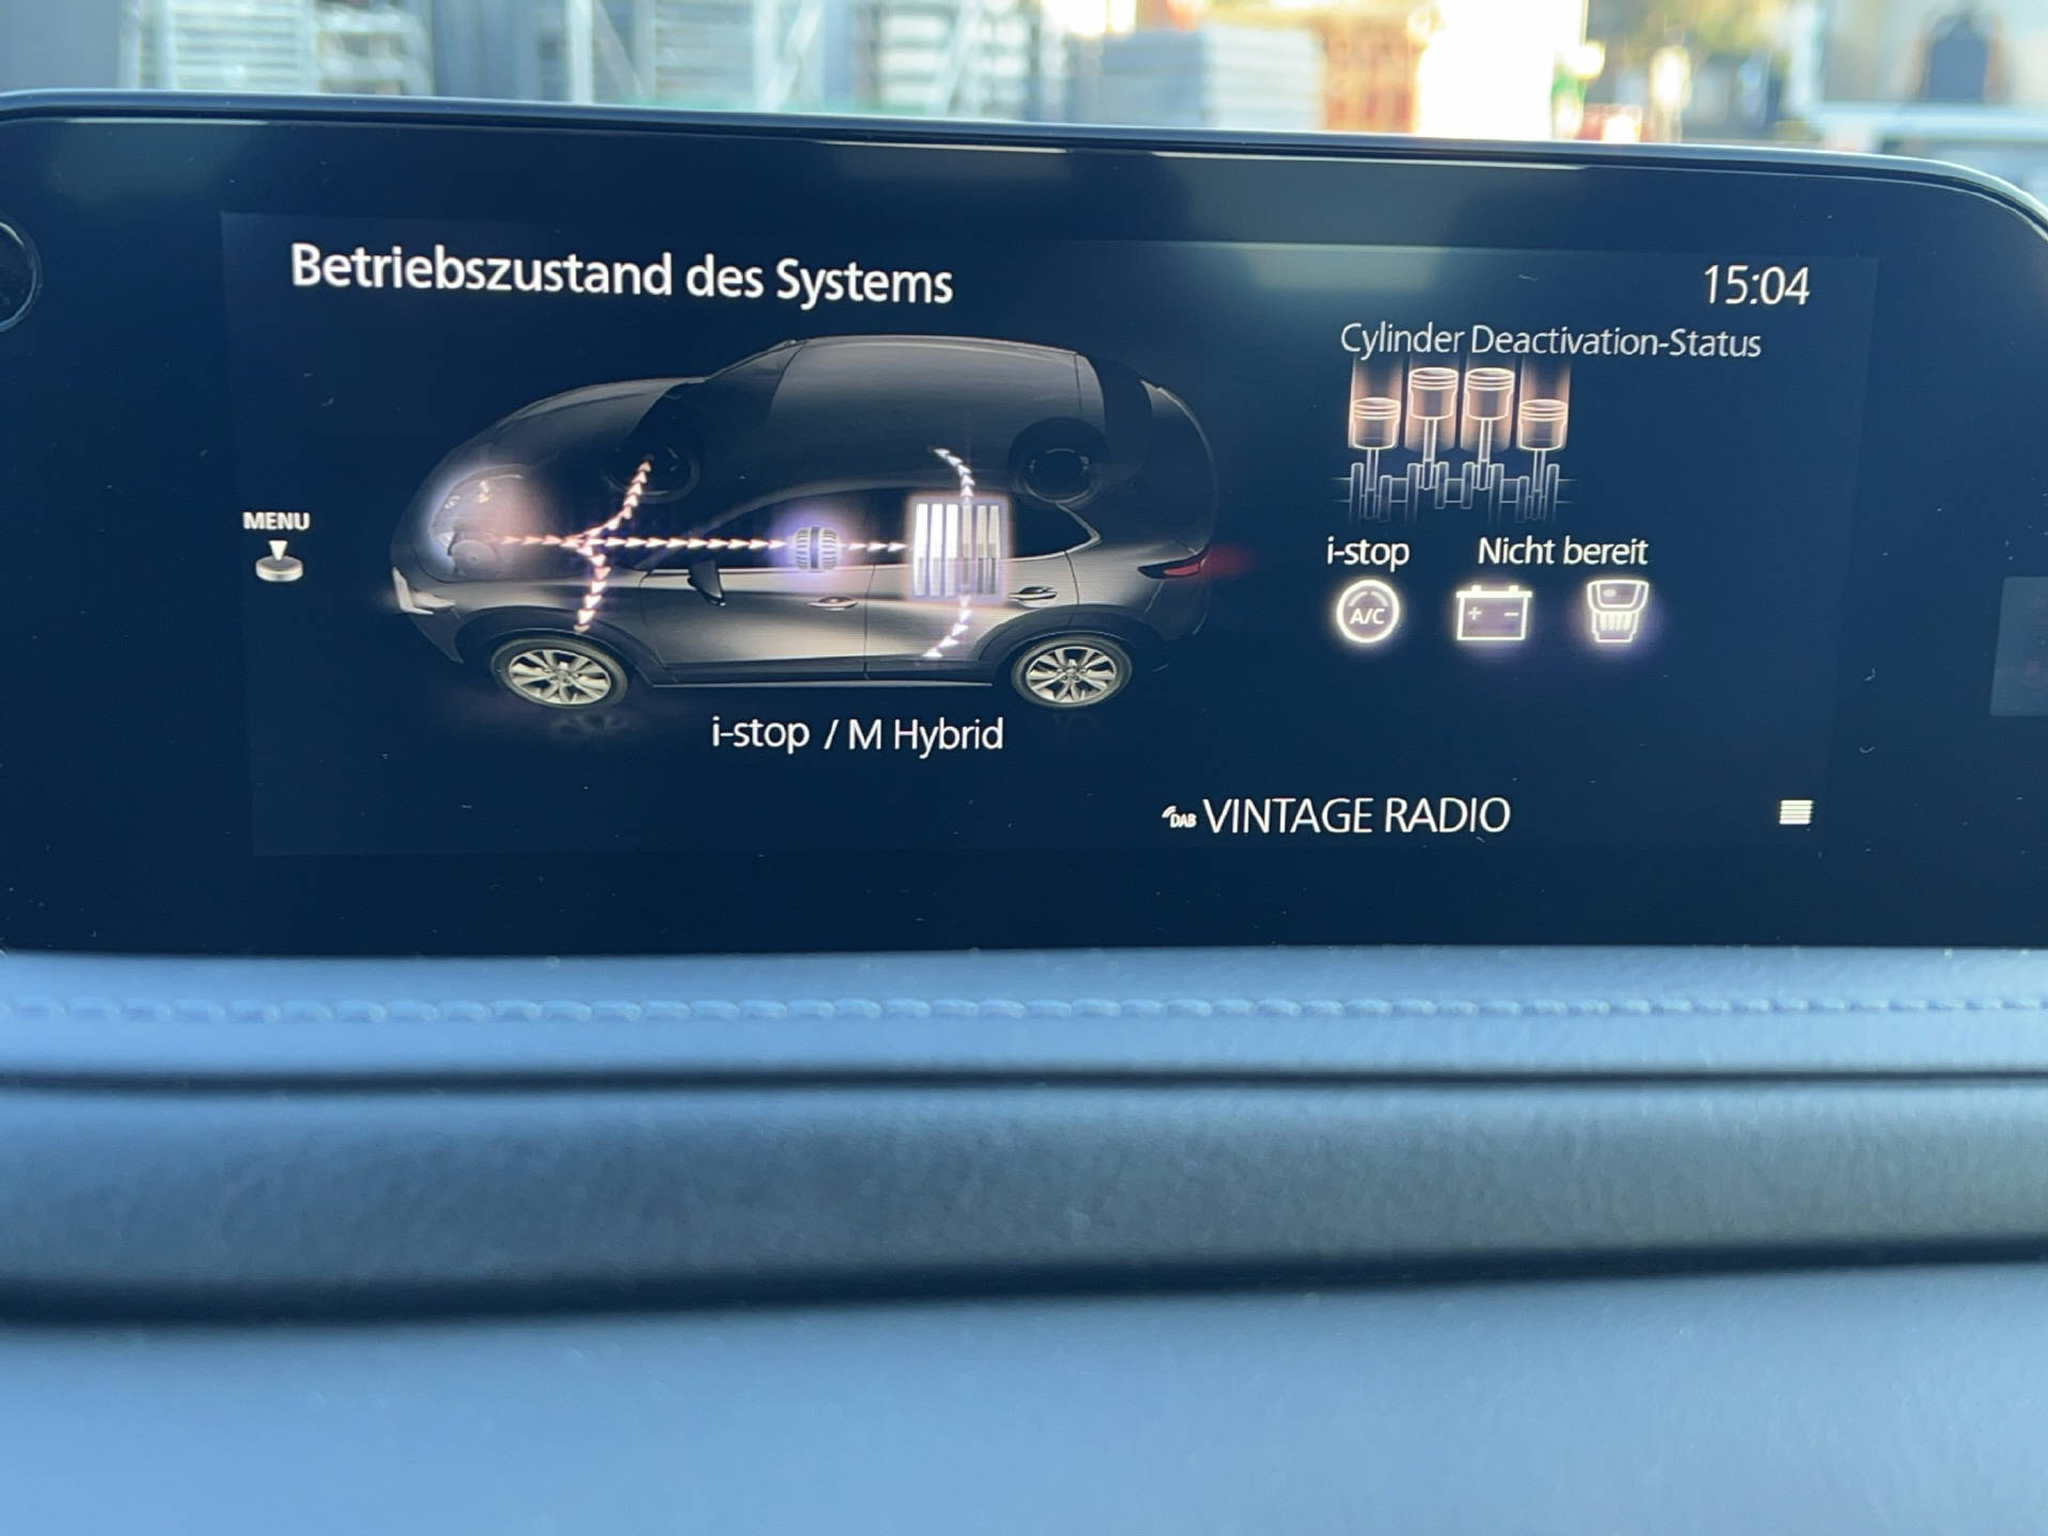 Betriebszustand des Systems
15:04
Cylinder Deactivation-Status
MENU
i-stop Nicht bereit
A/C + -
i-stop / M Hybrid
DAB VINTAGE RADIO